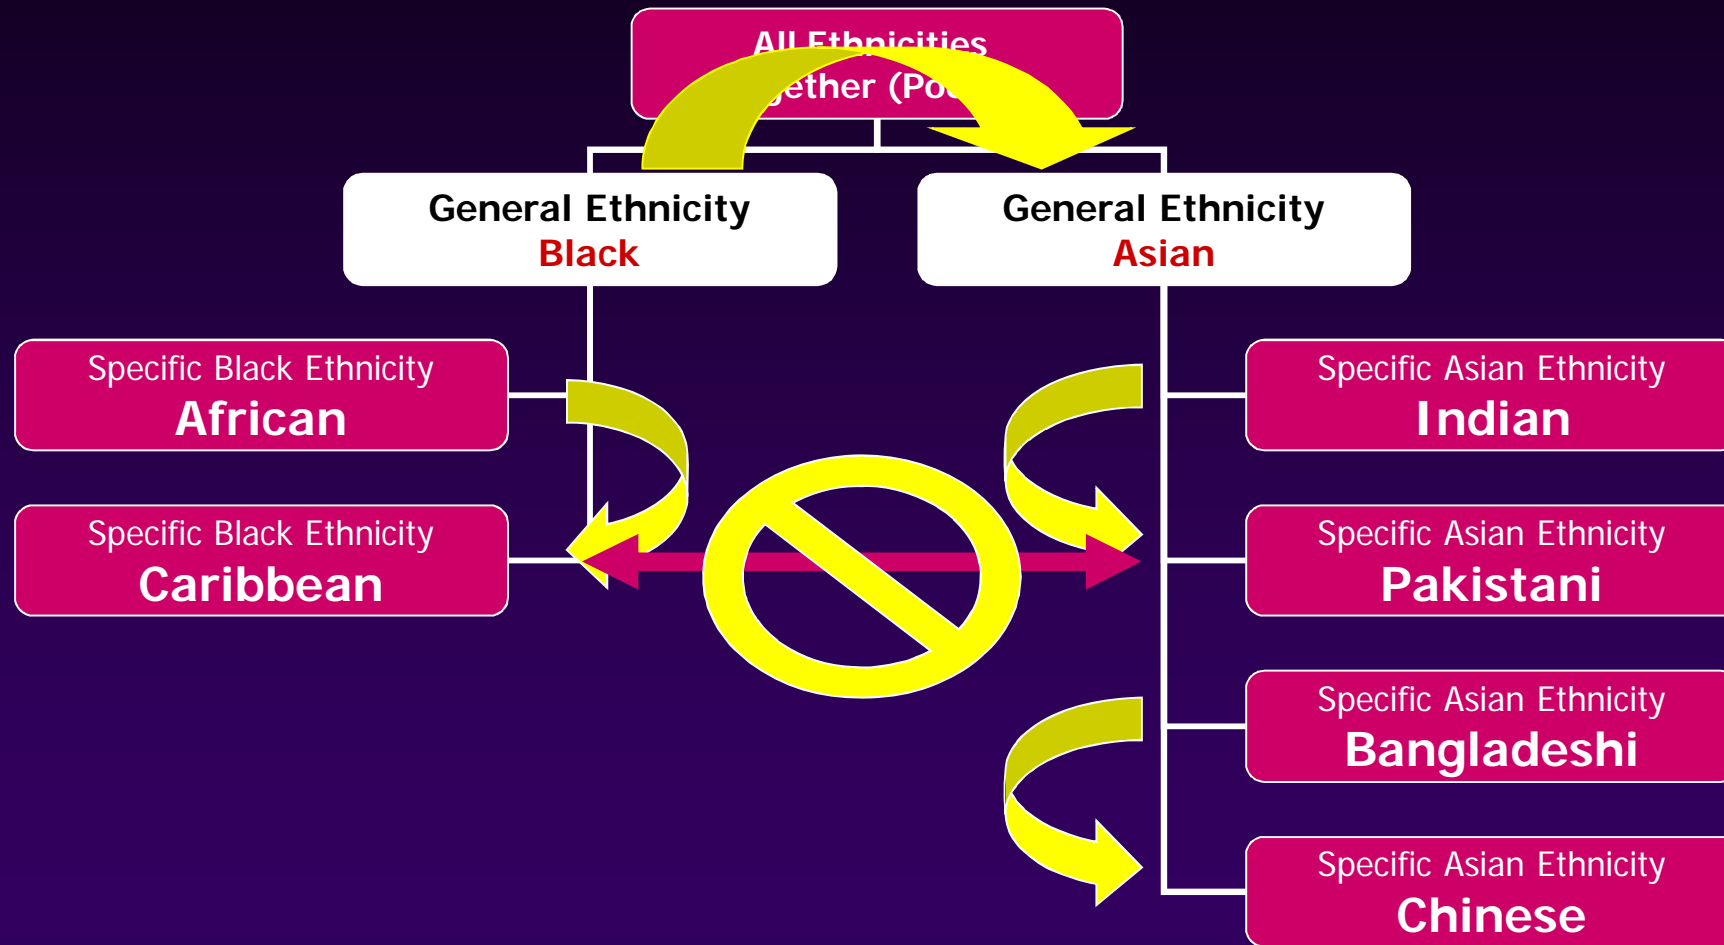 All Ethnicities
(Po
General Ethnicity
Black
General Ethnicity
Asian
Specific Black Ethnicity
African
Specific Asian Ethnicity
Indian
Specific Black Ethnicity
Caribbean
Specific Asian Ethnicity
Pakistani
Specific Asian Ethnicity
Bangladeshi
Specific Asian Ethnicity
Chinese